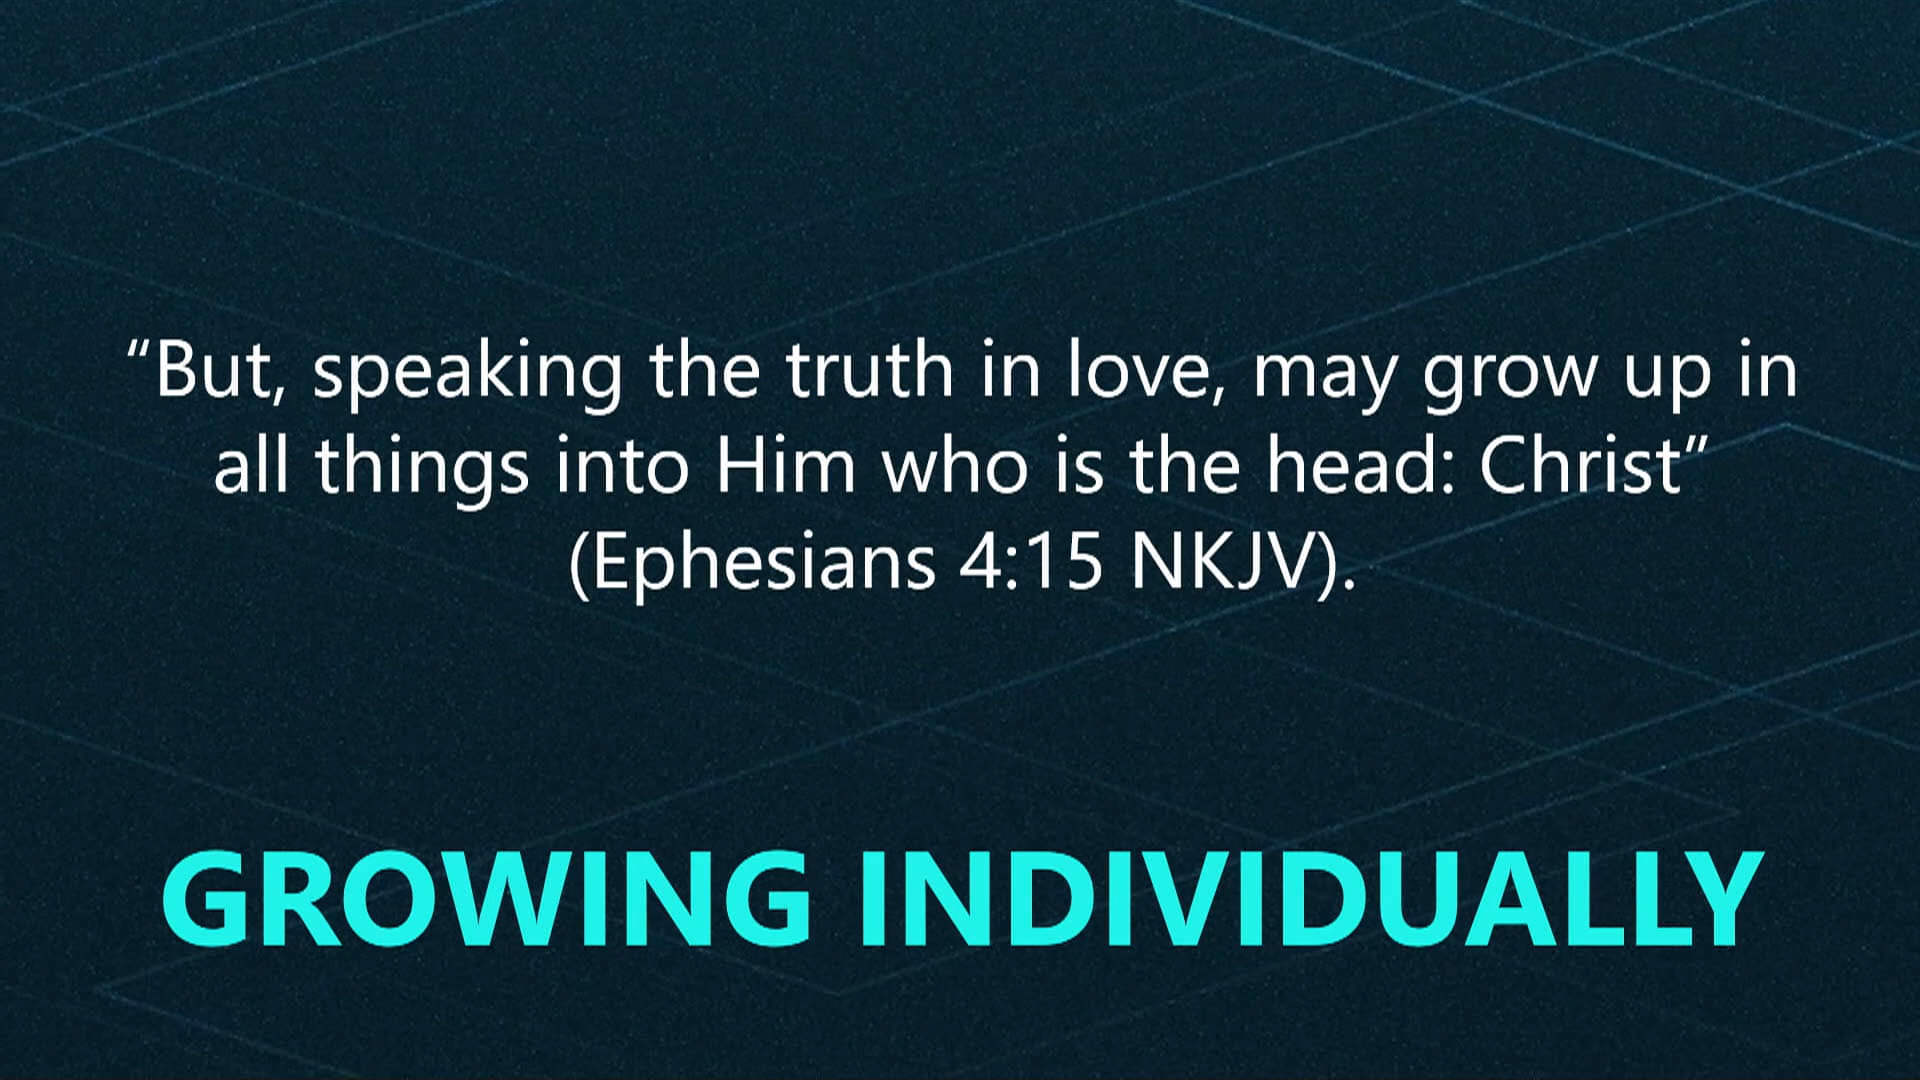 “But, speaking the truth in love, may grow up in
all things into Him who is the head: Christ”
(Ephesians 4:15 NKJV).
GROWING INDIVIDUALLY